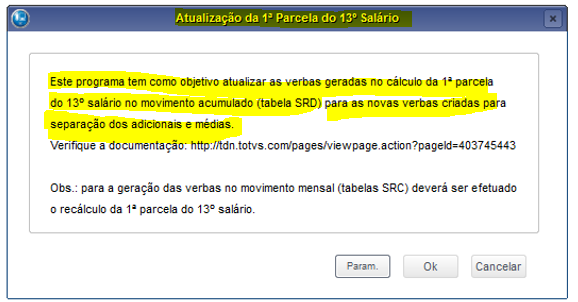 Atualização da 1ª Parcela do 13º Salário
Este programa tem como objetivo atualizar as verbas geradas no cálculo da 1ª parcela
do 13º salário no movimento acumulado (tabela SRD) para as novas verbas criadas para
separação dos adicionais e médias.
Verifique a documentação: http://tdn.totvs.com/pages/viewpage.action?pageId=403745443
Obs.: para a geração das verbas no movimento mensal (tabelas SRC) deverá ser efetuado
o recálculo da 1ª parcela do 13º salário.
Param. Ok Cancelar